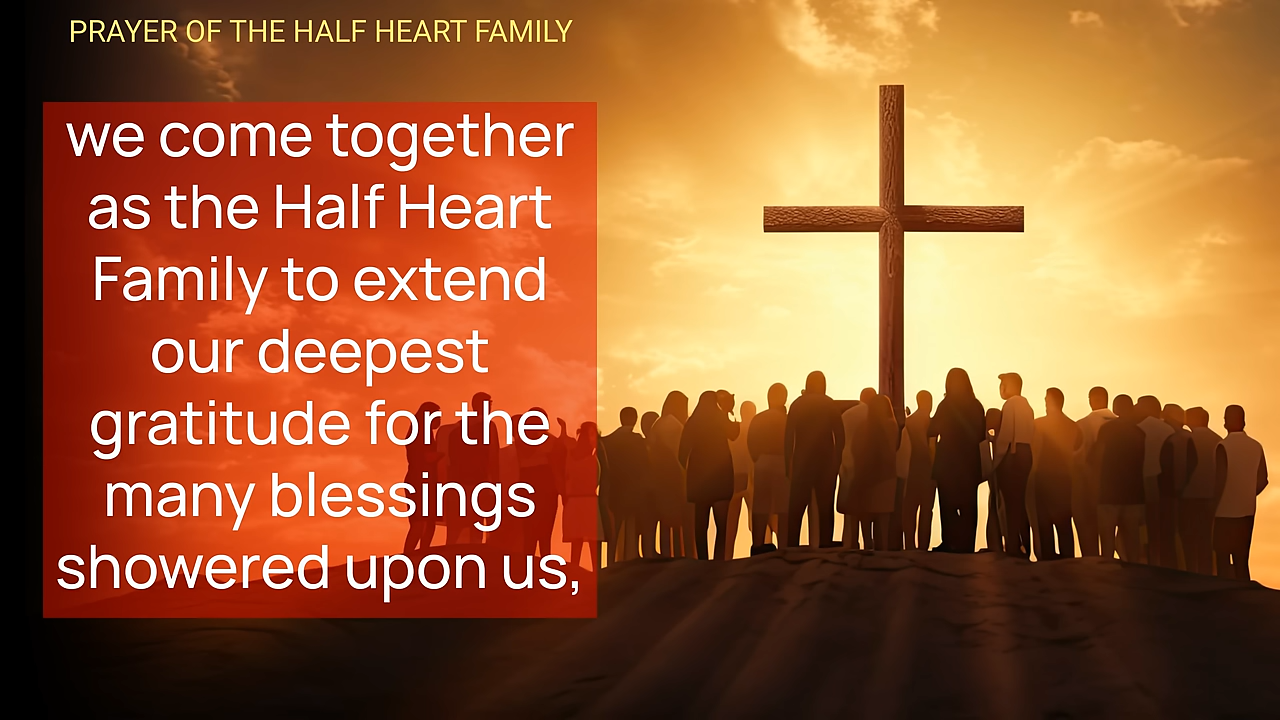 PRAYER OF THE HALF HEART FAMILY
we come together
as the Half Heart
Family to extend
our deepest
gratitude for the
many blessings
showered upon us,